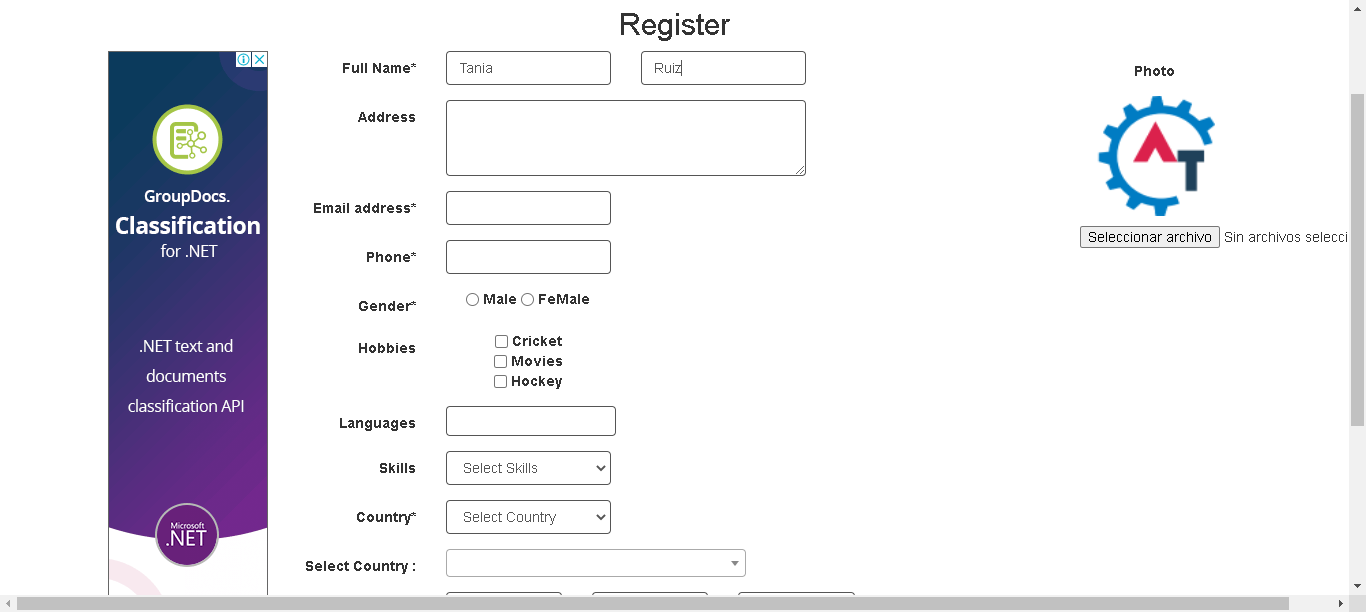 Register
Full Name*
Tania
Ruiz
Photo
Address
AT
Seleccionar archivo Sin archivos selecci
Email address*
Phone*
Gender*
Male FeMale
Hobbies
Cricket
Movies
Hockey
Languages
Skills
Select Skills
Country*
Select Country
Select Country :
GroupDocs.
Classification
for .NET
.NET text and
documents
classification API
Microsoft
.NET